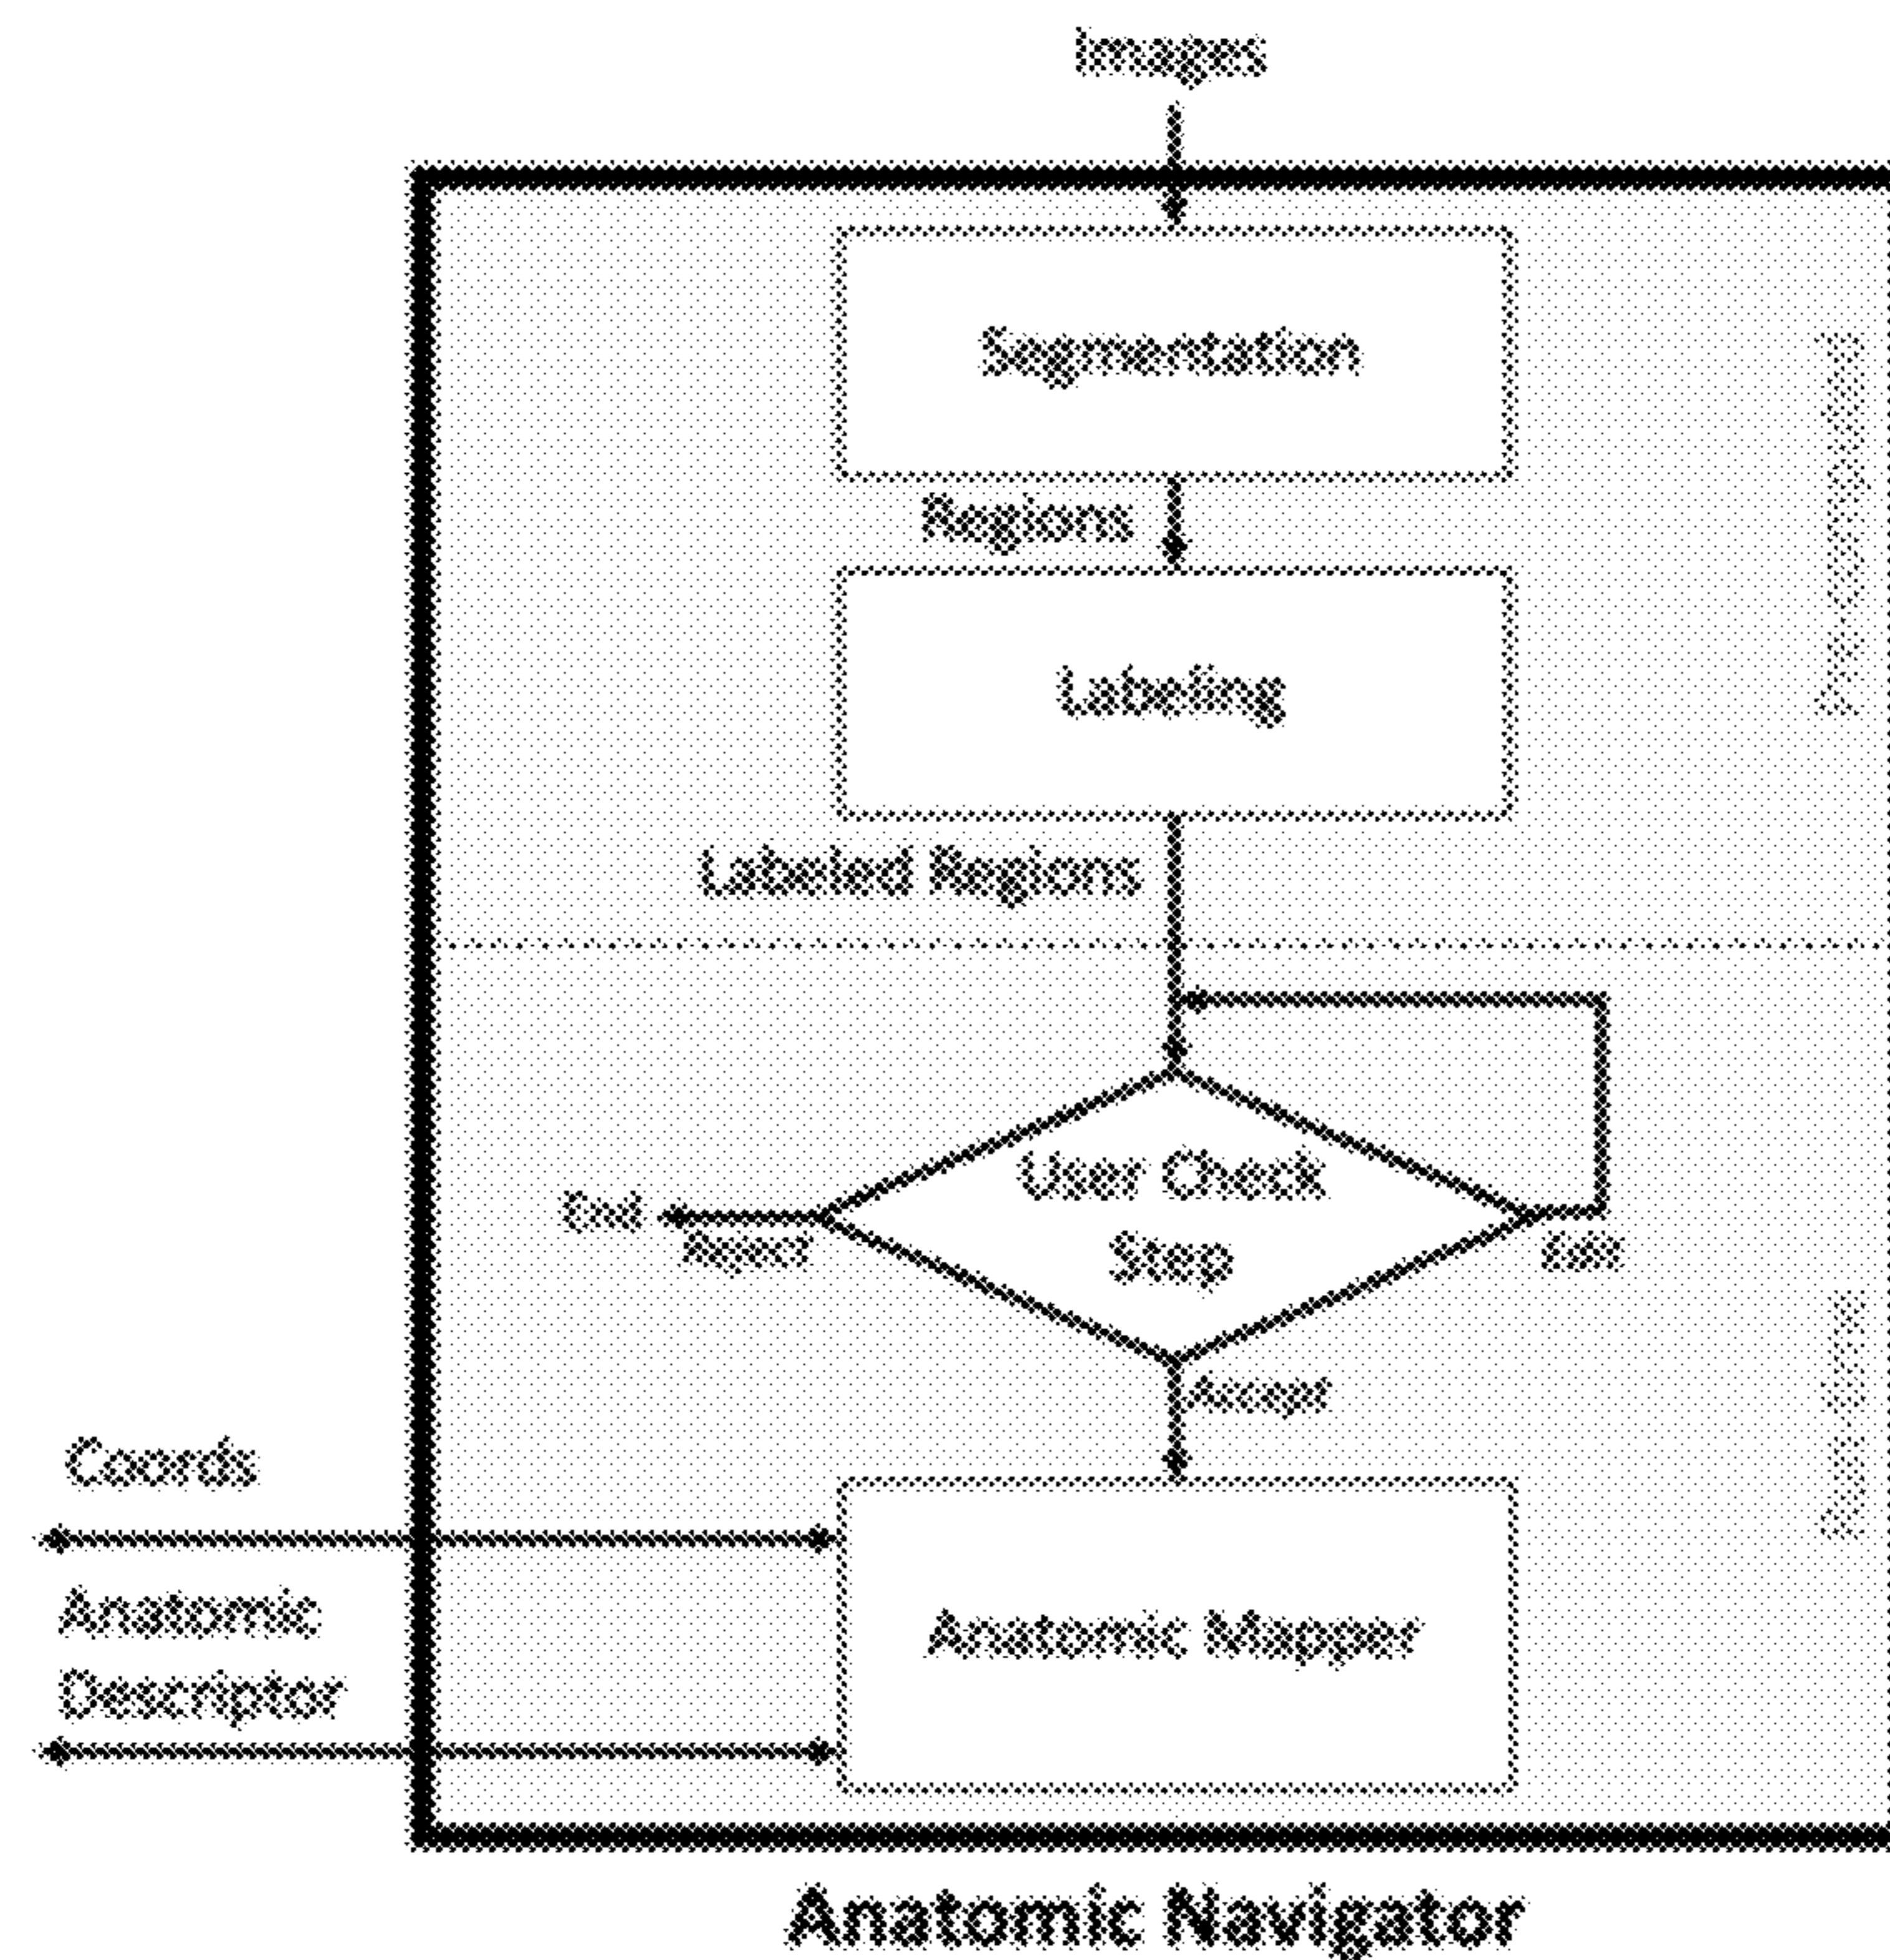 Images
Segmentation
Regions
Labeling
Labeled Regions
User Check
Step
End
Reject
Edit
Accept
Coords
Anatomic
Descriptor
Anatomic Mapper
Anatomic Navigator